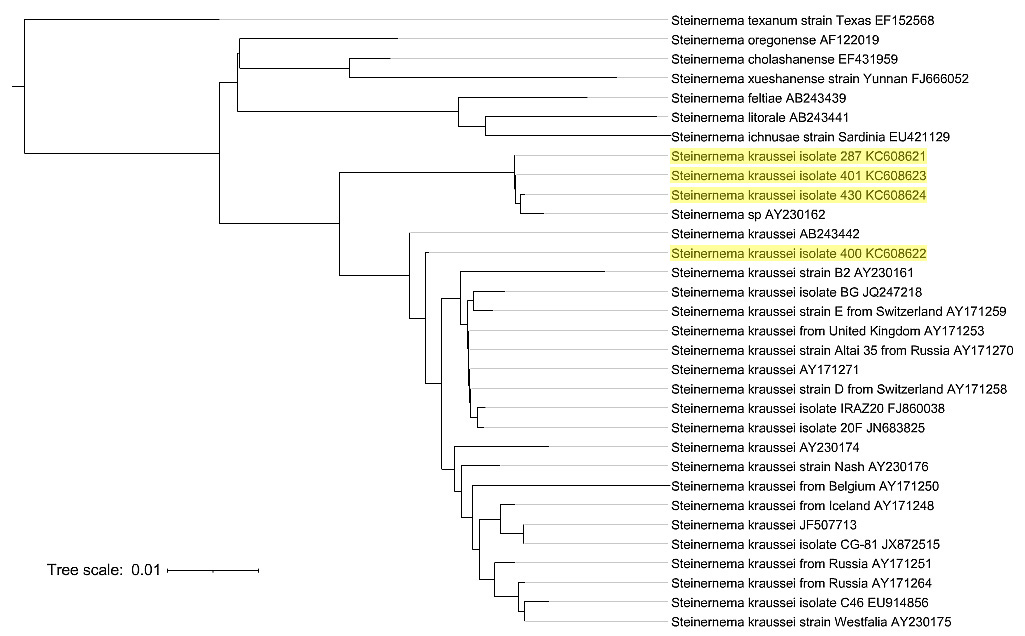 Steinernema texanum strain Texas EF152568
Steinernema oregonense AF122019
Steinernema cholashanense EF431959
Steinernema xueshanense strain Yunnan FJ666052
Steinernema feltiae AB243439
Steinernema litorale AB243441
Steinernema ichnusae strain Sardinia EU421129
Steinernema kraussei isolate 287 KC608621
Steinernema kraussei isolate 401 KC608623
Steinernema kraussei isolate 430 KC608624
Steinernema sp AY230162
Steinernema kraussei AB243442
Steinernema kraussei isolate 400 KC608622
Steinernema kraussei strain B2 AY230161
Steinernema kraussei isolate BG JQ247218
Steinernema kraussei strain E from Switzerland AY171259
Steinernema kraussei from United Kingdom AY171253
Steinernema kraussei strain Altai 35 from Russia AY171270
Steinernema kraussei AY171271
Steinernema kraussei strain D from Switzerland AY171258
Steinernema kraussei isolate IRAZ20 FJ860038
Steinernema kraussei isolate 20F JN683825
Steinernema kraussei AY230174
Steinernema kraussei strain Nash AY230176
Steinernema kraussei from Belgium AY171250
Steinernema kraussei from Iceland AY171248
Steinernema kraussei JF507713
Steinernema kraussei isolate CG-81 JX872515
Steinernema kraussei from Russia AY171251
Steinernema kraussei from Russia AY171264
Steinernema kraussei isolate C46 EU914856
Steinernema kraussei strain Westfalia AY230175
Tree scale: 0.01